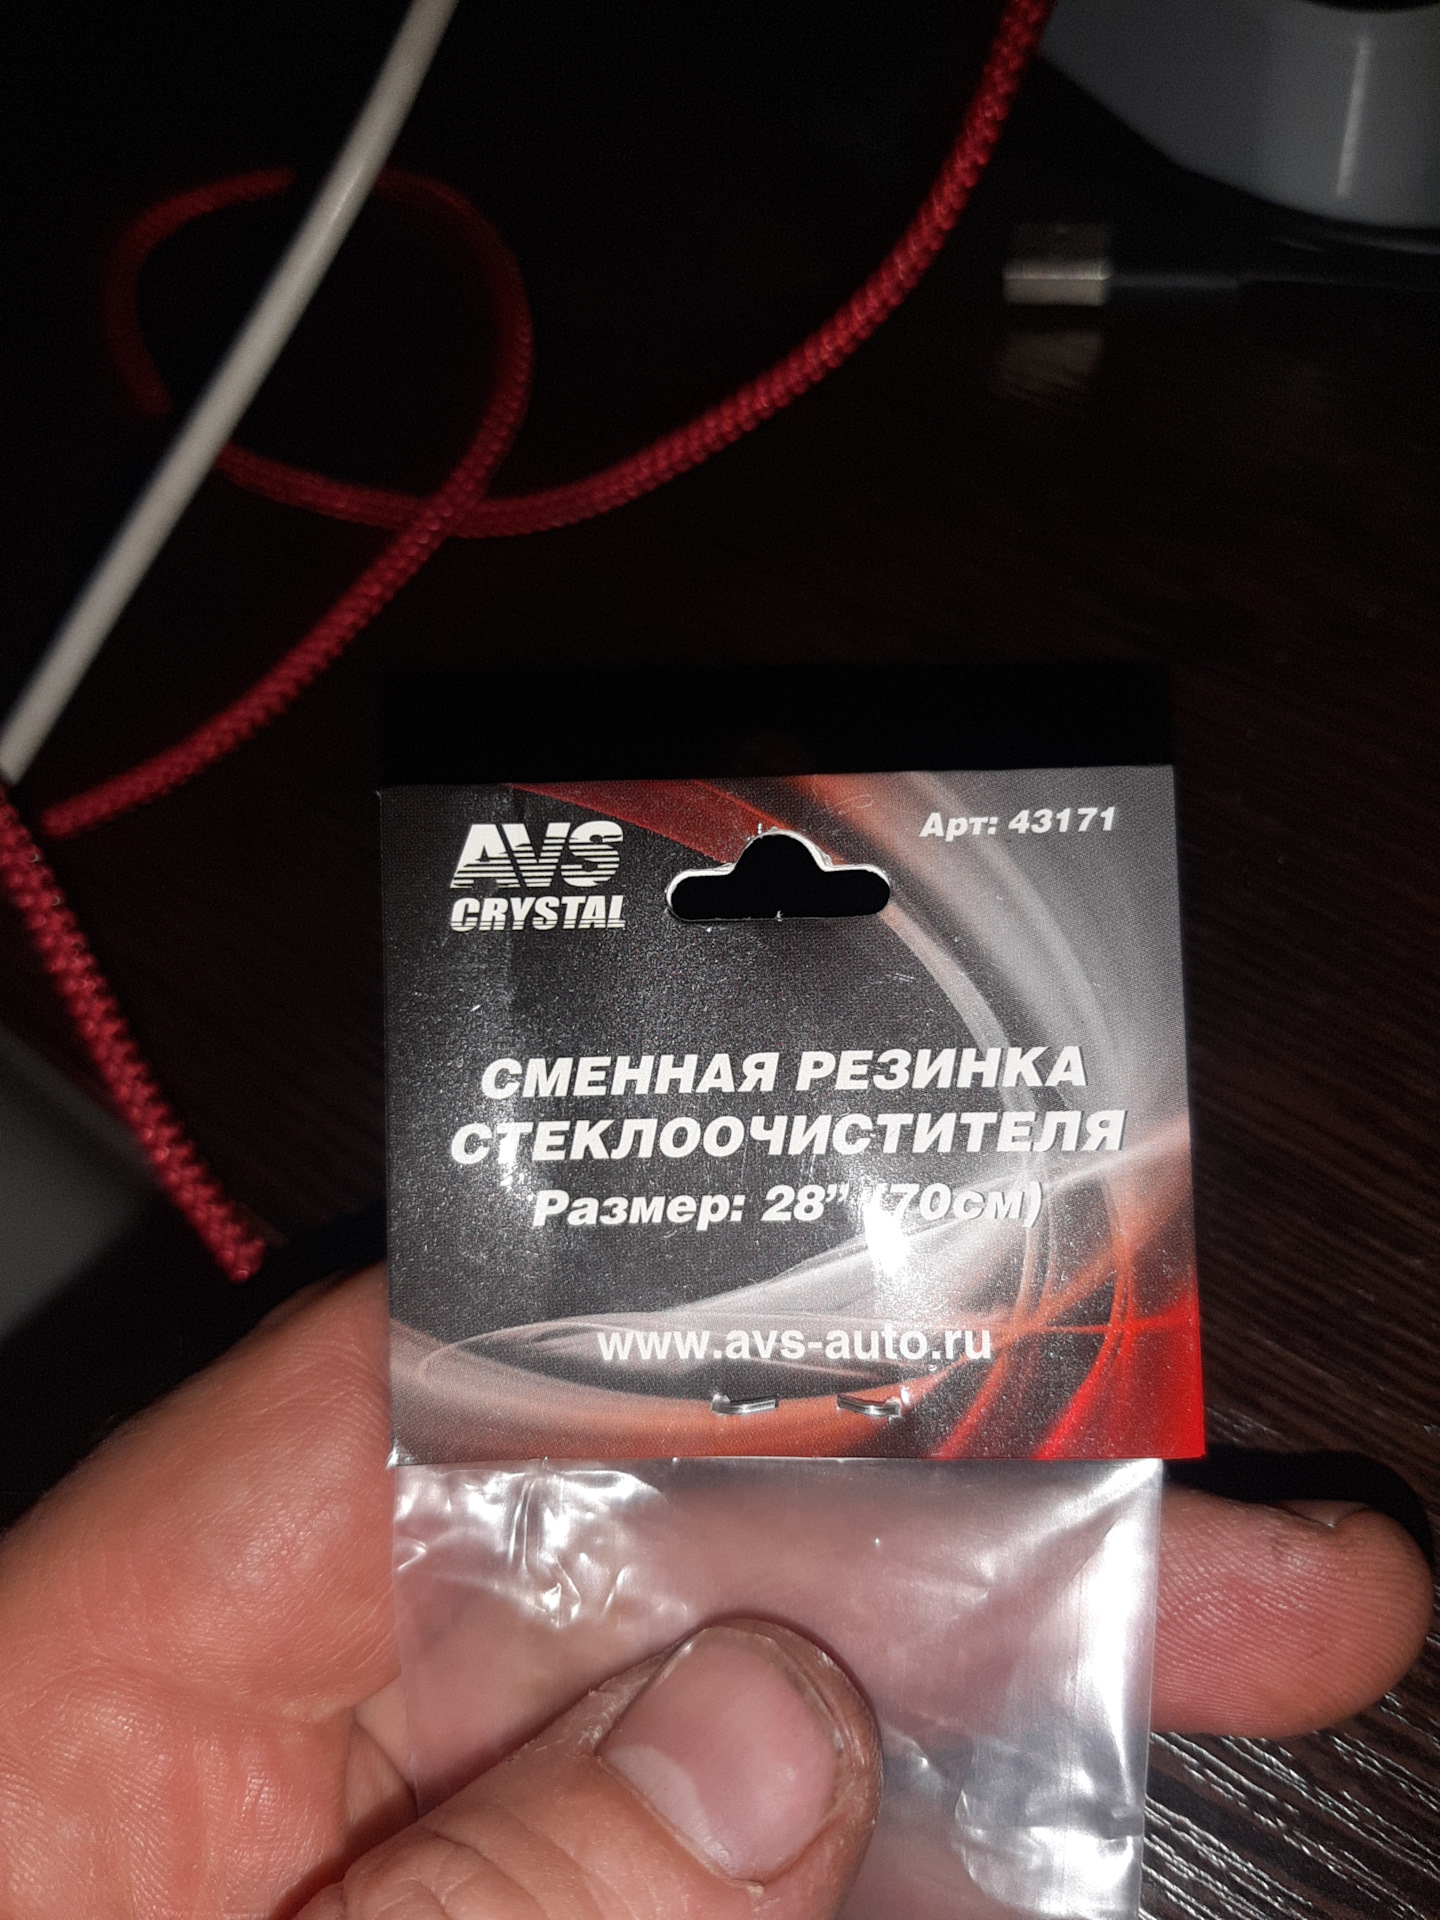 AVS
CRYSTAL
Арт: 43171
СМЕННАЯ РЕЗИНКА
СТЕКЛООЧИСТИТЕЛЯ
Размер: 28” (70см)
www.avs-auto.ru